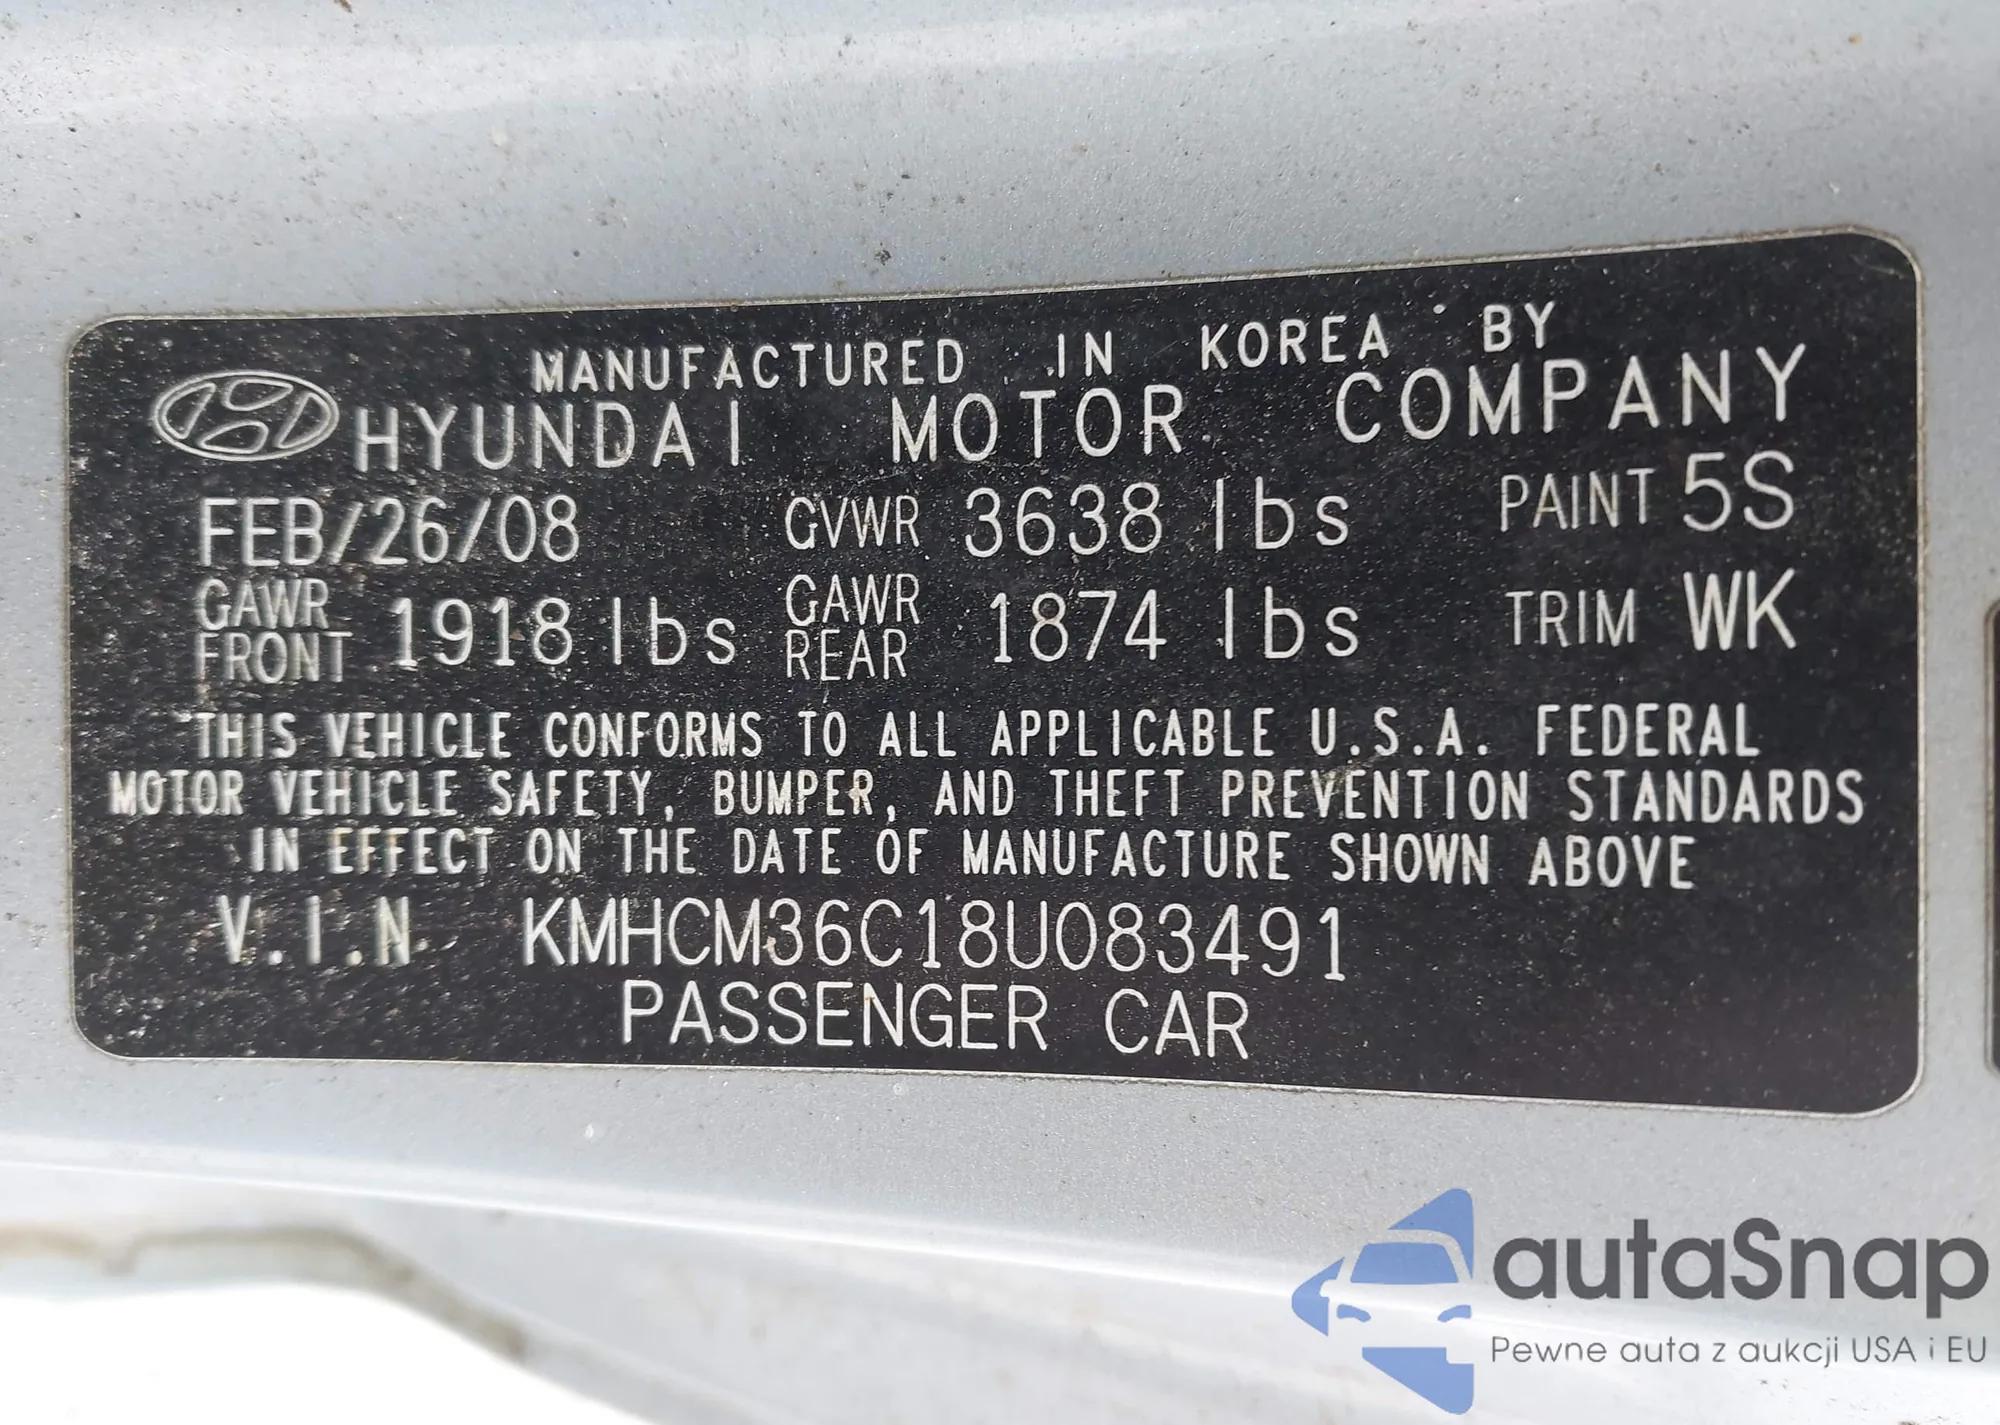 MANUFACTURED IN KOREA BY
HYUNDAI MOTOR COMPANY
FEB/26/08 GVWR 3638 lbs PAINT 5S
GAWR FRONT 1918 lbs GAWR REAR 1874 lbs TRIM WK
THIS VEHICLE CONFORMS TO ALL APPLICABLE U.S.A. FEDERAL
MOTOR VEHICLE SAFETY, BUMPER, AND THEFT PREVENTION STANDARDS
IN EFFECT ON THE DATE OF MANUFACTURE SHOWN ABOVE
V.I.N. KMHCM36C18U083491
PASSENGER CAR
autaSnap
Pewne auta z aukcji USA i EU